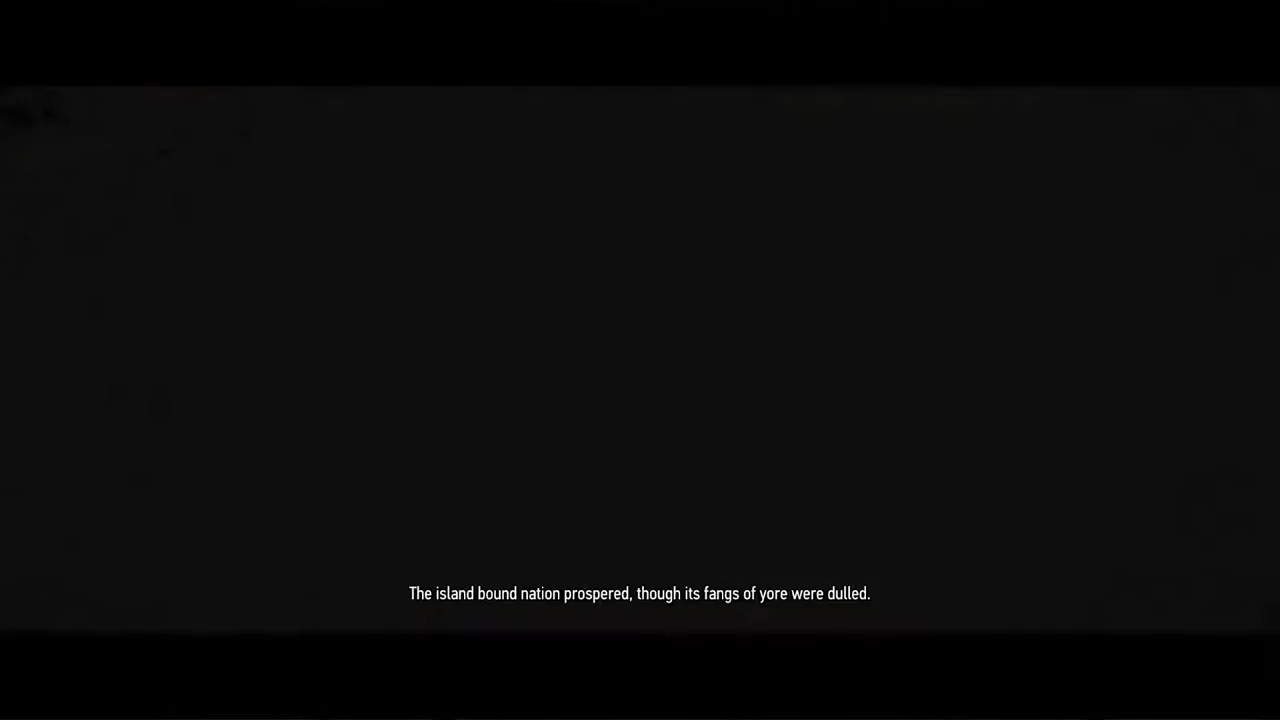 The island bound nation prospered, though its fangs of yore were dulled.